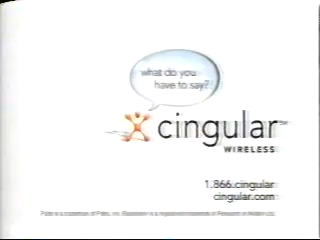 what do you
have to say?
cingular
WIRELESS
1.866.cingular
cingular.com